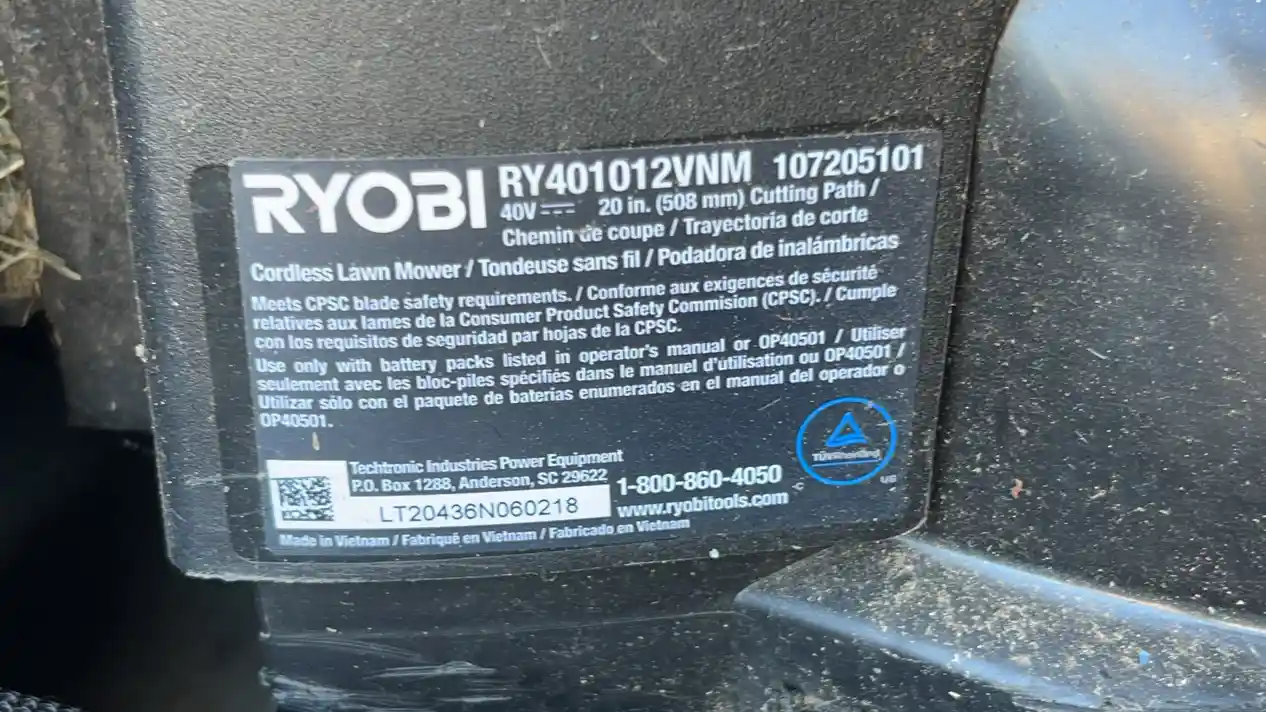 RYOBI
RY401012VNM 107205101
40V 20 in. (508 mm) Cutting Path /
Chemin de coupe / Trayectoria de corte
Cordless Lawn Mower / Tondeuse sans fil / Podadora de inalámbricas
Meets CPSC blade safety requirements. / Conforme aux exigences de sécurité
relatives aux lames de la Consumer Product Safety Commision (CPSC). / Cumple
con los requisitos de seguridad par hojas de la CPSC.
Use only with battery packs listed in operator's manual or OP40501 / Utiliser
seulement avec les bloc-piles spécifiés dans le manuel d'utilisation ou OP40501 /
Utilizar sólo con el paquete de baterias enumerados en el manual del operador o
OP40501.
Techtronic Industries Power Equipment
P.O. Box 1288, Anderson, SC 29622
LT20436N060218
1-800-860-4050
www.ryobitools.com
TÜVRheinland
C
US
Made in Vietnam / Fabriqué en Vietnam / Fabricado en Vietnam